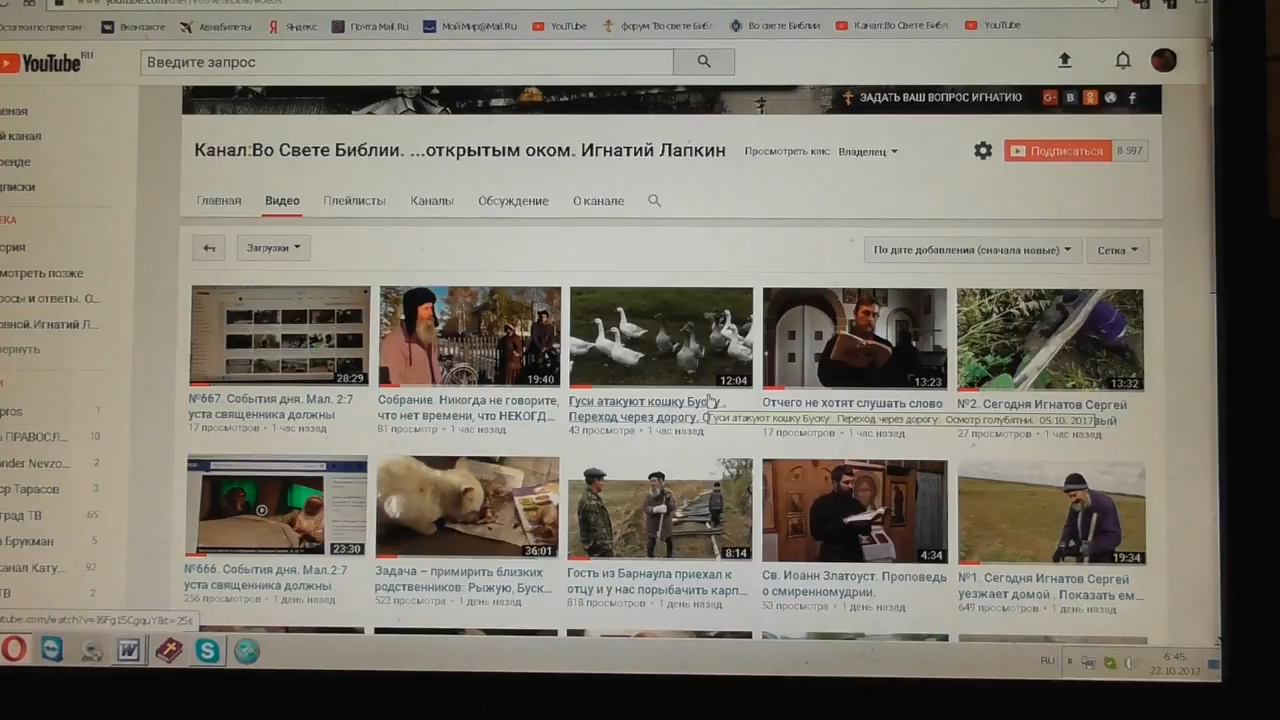 Вконтакте
Авиабилеты
Яндекс
Почта Mail.Ru
МойМир@Mail.Ru
YouTube
форум "Во свете Библ
Во свете Библии
Канал:Во Свете Библ
YouTube
YouTube RU
Введите запрос
ЗАДАТЬ ВАШ ВОПРОС ИГНАТИЮ
Канал:Во Свете Библии. ...открытым оком. Игнатий Лапкин
Просмотреть как: Владелец
Подписаться 8 597
Главная Видео Плейлисты Каналы Обсуждение О канале
Загрузки
По дате добавления (сначала новые)
Сетка
28:29
№667. События дня. Мал. 2:7
уста священника должны
17 просмотров • 1 час назад
19:40
Собрание. Никогда не говорите,
что нет времени, что НЕКОГД...
81 просмотр • 1 час назад
12:04
Гуси атакуют кошку Буску.
Переход через дорогу.
43 просмотра • 1 час назад
Гуси атакуют кошку Буску Переход через дорогу. Осмотр голубятни. 05.10.2017
13:23
Отчего не хотят слушать слово
17 просмотров • 1 час назад
13:32
№2. Сегодня Игнатов Сергей
27 просмотров • 1 час назад
23:30
№666. События дня. Мал.2:7
уста священника должны
256 просмотров • 1 день назад
36:01
Задача – примирить близких
родственников: Рыжую, Буск...
523 просмотра • 1 день назад
8:14
Гость из Барнаула приехал к
отцу и у нас порыбачить карп...
818 просмотров • 1 день назад
4:34
Св. Иоанн Златоуст. Проповедь
о смиренномудрии.
53 просмотра • 1 день назад
19:34
№1. Сегодня Игнатов Сергей
уезжает домой . Показать ем...
649 просмотров • 1 день назад
RU
6:45
22.10.2017